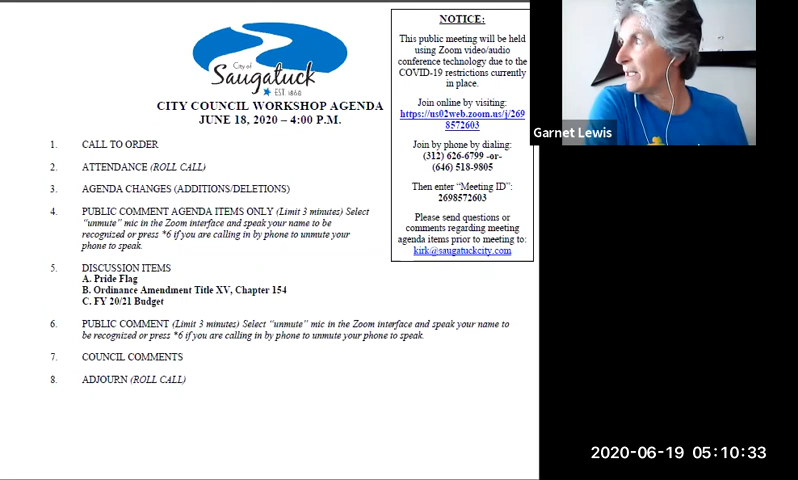 City of
Saugatuck
EST. 1868
CITY COUNCIL WORKSHOP AGENDA
JUNE 18, 2020 – 4:00 P.M.
1. CALL TO ORDER
2. ATTENDANCE (ROLL CALL)
3. AGENDA CHANGES (ADDITIONS/DELETIONS)
4. PUBLIC COMMENT AGENDA ITEMS ONLY (Limit 3 minutes) Select
"unmute" mic in the Zoom interface and speak your name to be
recognized or press *6 if you are calling in by phone to unmute your
phone to speak.
5. DISCUSSION ITEMS
A. Pride Flag
B. Ordinance Amendment Title XV, Chapter 154
C. FY 20/21 Budget
6. PUBLIC COMMENT (Limit 3 minutes) Select "unmute" mic in the Zoom interface and speak your name to
be recognized or press *6 if you are calling in by phone to unmute your phone to speak.
7. COUNCIL COMMENTS
8. ADJOURN (ROLL CALL)
NOTICE:
This public meeting will be held
using Zoom video/audio
conference technology due to the
COVID-19 restrictions currently
in place.
Join online by visiting:
https://us02web.zoom.us/j/269
8572603
Join by phone by dialing:
(312) 626-6799 -or-
(646) 518-9805
Then enter "Meeting ID":
2698572603
Please send questions or
comments regarding meeting
agenda items prior to meeting to:
kirk@saugatuckcity.com
Garnet Lewis
2020-06-19 05:10:33